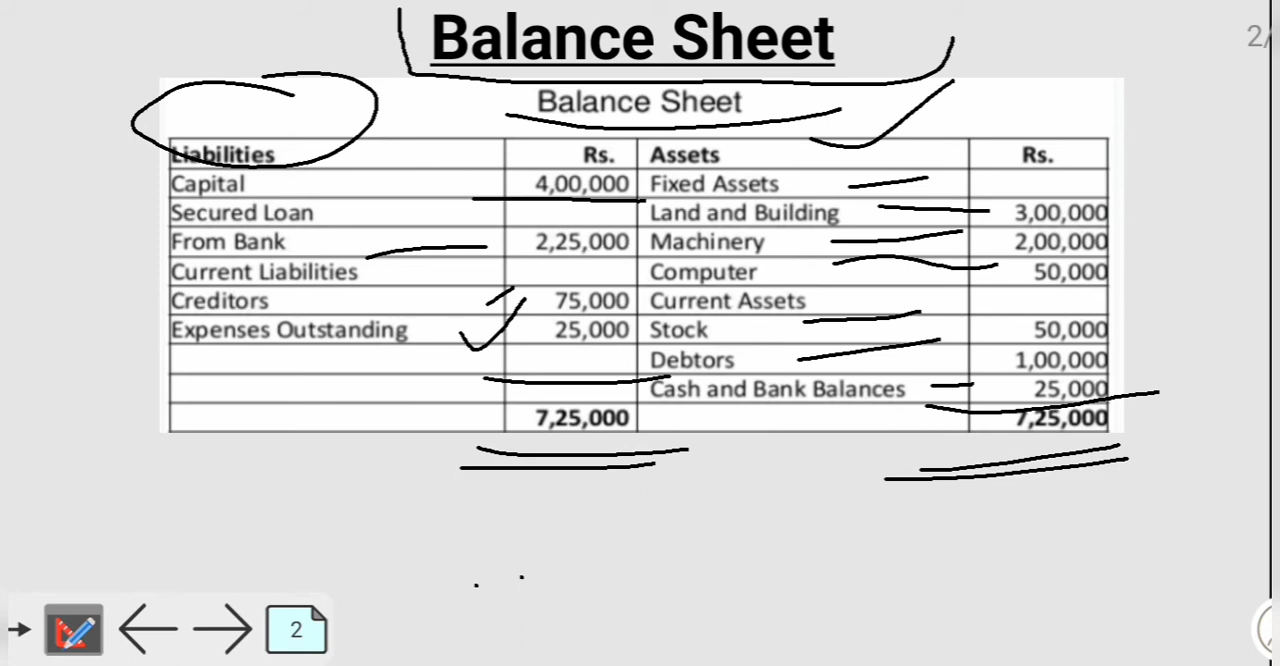 Balance Sheet
2/
Balance Sheet
Liabilities Rs. Assets Rs.
Capital 4,00,000 Fixed Assets
Secured Loan Land and Building 3,00,000
From Bank 2,25,000 Machinery 2,00,000
Current Liabilities Computer 50,000
Creditors 75,000 Current Assets
Expenses Outstanding 25,000 Stock 50,000
Debtors 1,00,000
Cash and Bank Balances 25,000
7,25,000 7,25,000
2